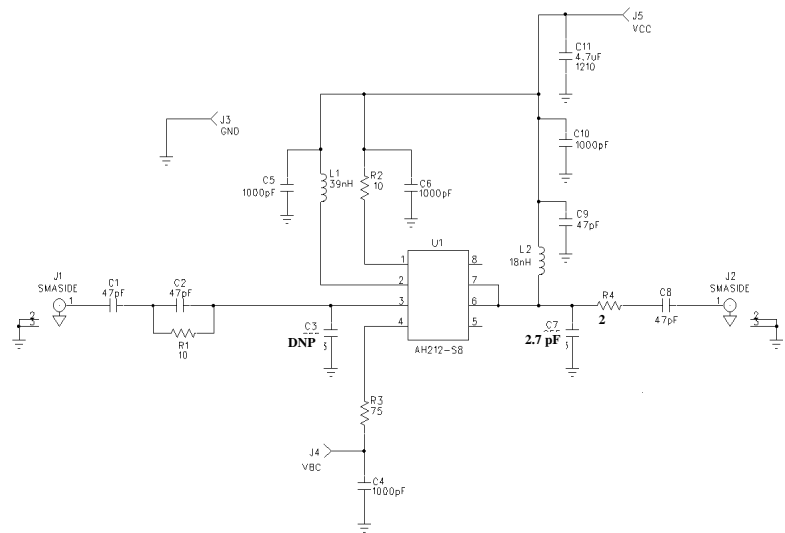 J5
VCC
C11
4.7uF
1210
J3
GND
C10
1000pF
C5
1000pF
L1
39nH
R2
10
C6
1000pF
C9
47pF
L2
18nH
U1
J1
SMASIDE
1
C1
47pF
C2
47pF
R1
10
2
3
C3
DNP
1
2
3
4
8
7
6
5
AH212-S8
C7
2.7 pF
R4
2
C8
47pF
J2
SMASIDE
1
2
3
R3
75
J4
VBC
C4
1000pF